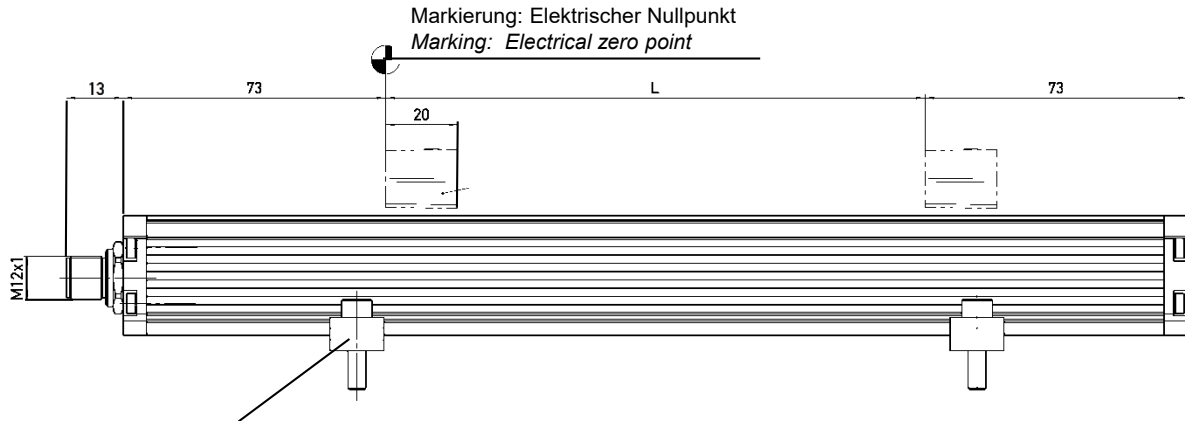 Markierung: Elektrischer Nullpunkt
Marking: Electrical zero point
13
73
L
73
20
M12x1